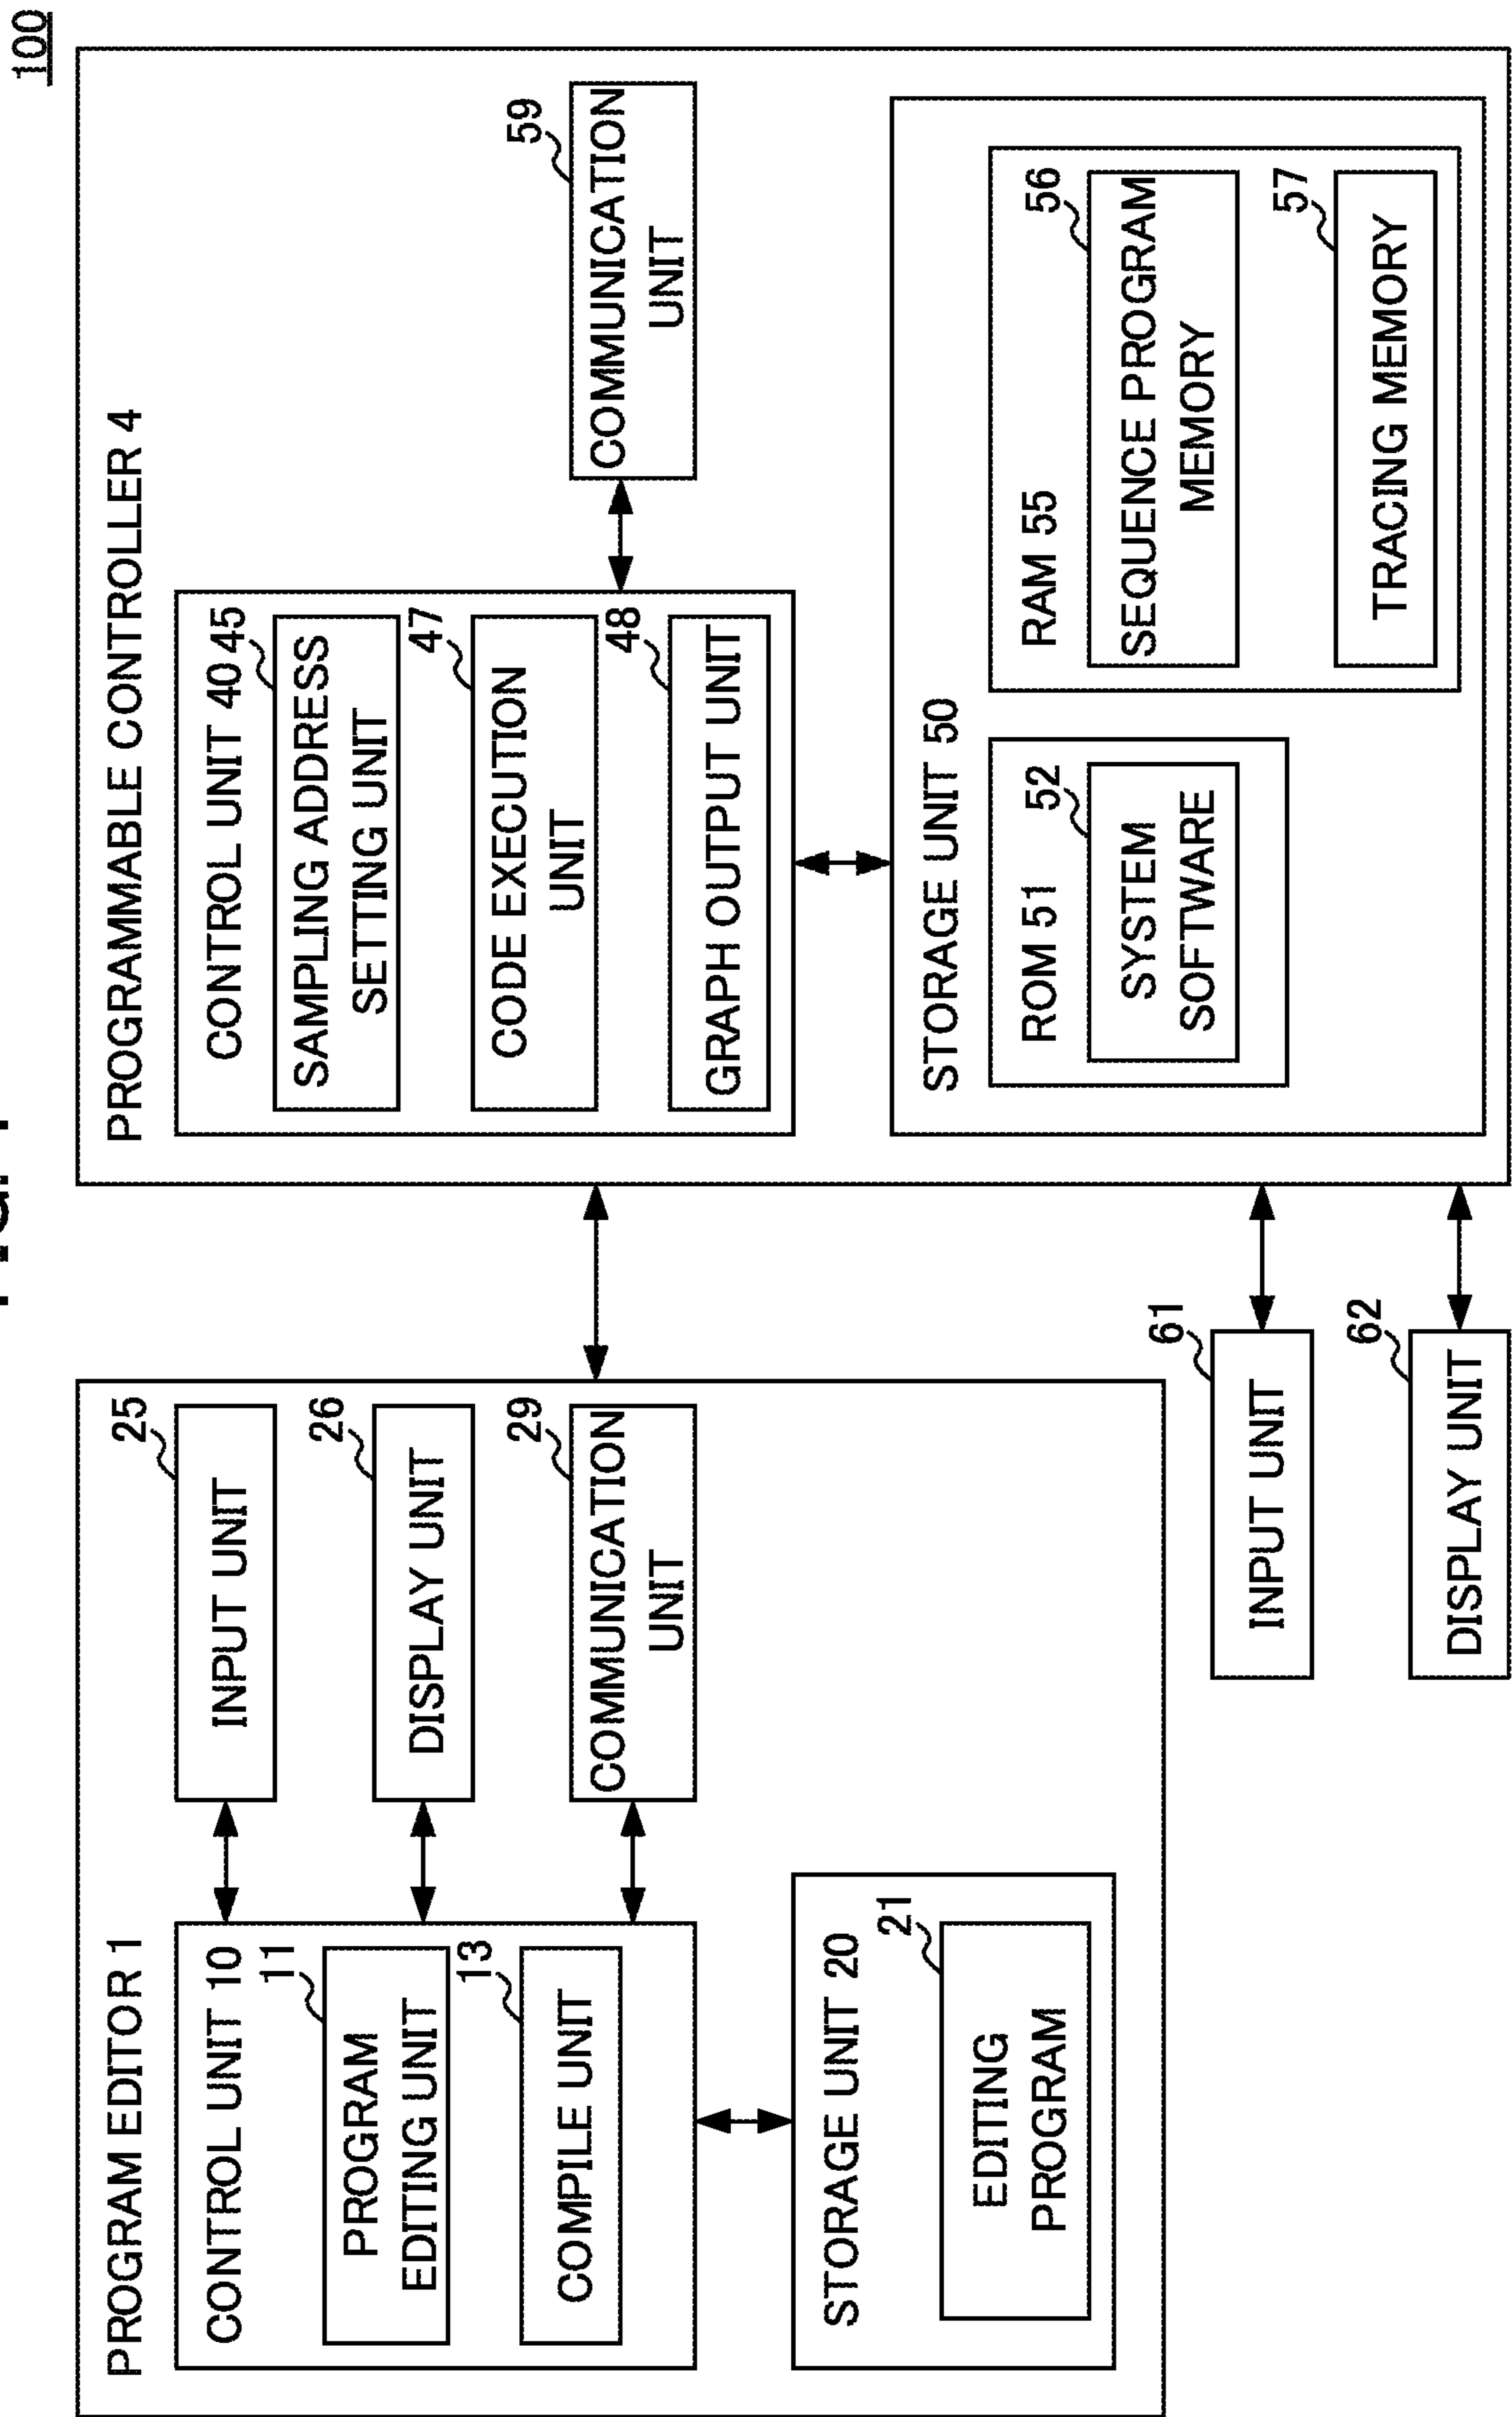 100
PROGRAM EDITOR 1
CONTROL UNIT 10
11
PROGRAM
EDITING UNIT
13
COMPILE UNIT
STORAGE UNIT 20
21
EDITING
PROGRAM
25
INPUT UNIT
26
DISPLAY UNIT
29
COMMUNICATION
UNIT
PROGRAMMABLE CONTROLLER 4
CONTROL UNIT 40
45
SAMPLING ADDRESS
SETTING UNIT
47
CODE EXECUTION
UNIT
48
GRAPH OUTPUT UNIT
59
COMMUNICATION
UNIT
STORAGE UNIT 50
ROM 51
52
SYSTEM
SOFTWARE
RAM 55
56
SEQUENCE PROGRAM
MEMORY
57
TRACING MEMORY
61
INPUT UNIT
62
DISPLAY UNIT